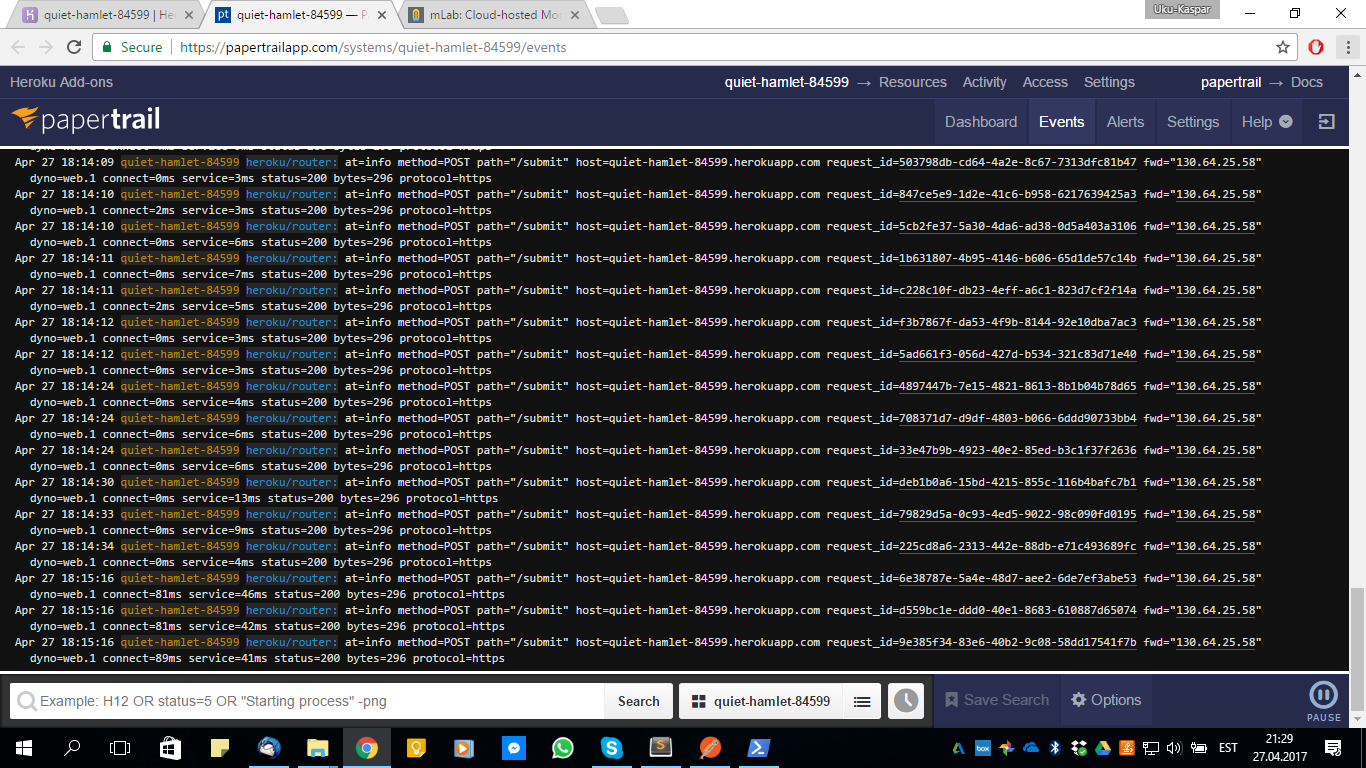 Uku-Kaspar
quiet-hamlet-84599 | He
quiet-hamlet-84599 — P
mLab: Cloud-hosted Mo
Secure | https://papertrailapp.com/systems/quiet-hamlet-84599/events
Heroku Add-ons quiet-hamlet-84599 → Resources Activity Access Settings papertrail → Docs
papertrail Dashboard Events Alerts Settings Help
Apr 27 18:14:09 quiet-hamlet-84599 heroku/router: at=info method=POST path="/submit" host=quiet-hamlet-84599.herokuapp.com request_id=503798db-cd64-4a2e-8c67-7313dfc81b47 fwd="130.64.25.58"
dyno=web.1 connect=0ms service=3ms status=200 bytes=296 protocol=https
Apr 27 18:14:10 quiet-hamlet-84599 heroku/router: at=info method=POST path="/submit" host=quiet-hamlet-84599.herokuapp.com request_id=847ce5e9-1d2e-41c6-b958-6217639425a3 fwd="130.64.25.58"
dyno=web.1 connect=2ms service=3ms status=200 bytes=296 protocol=https
Apr 27 18:14:10 quiet-hamlet-84599 heroku/router: at=info method=POST path="/submit" host=quiet-hamlet-84599.herokuapp.com request_id=5cb2fe37-5a30-4da6-ad38-0d5a403a3106 fwd="130.64.25.58"
dyno=web.1 connect=0ms service=6ms status=200 bytes=296 protocol=https
Apr 27 18:14:11 quiet-hamlet-84599 heroku/router: at=info method=POST path="/submit" host=quiet-hamlet-84599.herokuapp.com request_id=1b631807-4b95-4146-b606-65d1de57c14b fwd="130.64.25.58"
dyno=web.1 connect=0ms service=7ms status=200 bytes=296 protocol=https
Apr 27 18:14:11 quiet-hamlet-84599 heroku/router: at=info method=POST path="/submit" host=quiet-hamlet-84599.herokuapp.com request_id=c228c10f-db23-4eff-a6c1-823d7cf2f14a fwd="130.64.25.58"
dyno=web.1 connect=2ms service=5ms status=200 bytes=296 protocol=https
Apr 27 18:14:12 quiet-hamlet-84599 heroku/router: at=info method=POST path="/submit" host=quiet-hamlet-84599.herokuapp.com request_id=f3b7867f-da53-4f9b-8144-92e10dba7ac3 fwd="130.64.25.58"
dyno=web.1 connect=0ms service=3ms status=200 bytes=296 protocol=https
Apr 27 18:14:12 quiet-hamlet-84599 heroku/router: at=info method=POST path="/submit" host=quiet-hamlet-84599.herokuapp.com request_id=5ad661f3-056d-427d-b534-321c83d71e40 fwd="130.64.25.58"
dyno=web.1 connect=0ms service=3ms status=200 bytes=296 protocol=https
Apr 27 18:14:24 quiet-hamlet-84599 heroku/router: at=info method=POST path="/submit" host=quiet-hamlet-84599.herokuapp.com request_id=4897447b-7e15-4821-8613-8b1b04b78d65 fwd="130.64.25.58"
dyno=web.1 connect=0ms service=4ms status=200 bytes=296 protocol=https
Apr 27 18:14:24 quiet-hamlet-84599 heroku/router: at=info method=POST path="/submit" host=quiet-hamlet-84599.herokuapp.com request_id=708371d7-d9df-4803-b066-6ddd90733bb4 fwd="130.64.25.58"
dyno=web.1 connect=0ms service=6ms status=200 bytes=296 protocol=https
Apr 27 18:14:24 quiet-hamlet-84599 heroku/router: at=info method=POST path="/submit" host=quiet-hamlet-84599.herokuapp.com request_id=33e47b9b-4923-40e2-85ed-b3c1f37f2636 fwd="130.64.25.58"
dyno=web.1 connect=0ms service=6ms status=200 bytes=296 protocol=https
Apr 27 18:14:30 quiet-hamlet-84599 heroku/router: at=info method=POST path="/submit" host=quiet-hamlet-84599.herokuapp.com request_id=deb1b0a6-15bd-4215-855c-116b4bafc7b1 fwd="130.64.25.58"
dyno=web.1 connect=0ms service=13ms status=200 bytes=296 protocol=https
Apr 27 18:14:33 quiet-hamlet-84599 heroku/router: at=info method=POST path="/submit" host=quiet-hamlet-84599.herokuapp.com request_id=79829d5a-0c93-4ed5-9022-98c090fd0195 fwd="130.64.25.58"
dyno=web.1 connect=0ms service=9ms status=200 bytes=296 protocol=https
Apr 27 18:14:34 quiet-hamlet-84599 heroku/router: at=info method=POST path="/submit" host=quiet-hamlet-84599.herokuapp.com request_id=225cd8a6-2313-442e-88db-e71c493689fc fwd="130.64.25.58"
dyno=web.1 connect=0ms service=4ms status=200 bytes=296 protocol=https
Apr 27 18:15:16 quiet-hamlet-84599 heroku/router: at=info method=POST path="/submit" host=quiet-hamlet-84599.herokuapp.com request_id=6e38787e-5a4e-48d7-aee2-6de7ef3abe53 fwd="130.64.25.58"
dyno=web.1 connect=81ms service=46ms status=200 bytes=296 protocol=https
Apr 27 18:15:16 quiet-hamlet-84599 heroku/router: at=info method=POST path="/submit" host=quiet-hamlet-84599.herokuapp.com request_id=d559bc1e-ddd0-40e1-8683-610887d65074 fwd="130.64.25.58"
dyno=web.1 connect=81ms service=42ms status=200 bytes=296 protocol=https
Apr 27 18:15:16 quiet-hamlet-84599 heroku/router: at=info method=POST path="/submit" host=quiet-hamlet-84599.herokuapp.com request_id=9e385f34-83e6-40b2-9c08-58dd17541f7b fwd="130.64.25.58"
dyno=web.1 connect=89ms service=41ms status=200 bytes=296 protocol=https
Example: H12 OR status=5 OR "Starting process" -png Search quiet-hamlet-84599 Save Search Options
PAUSE
EST
21:29
27.04.2017